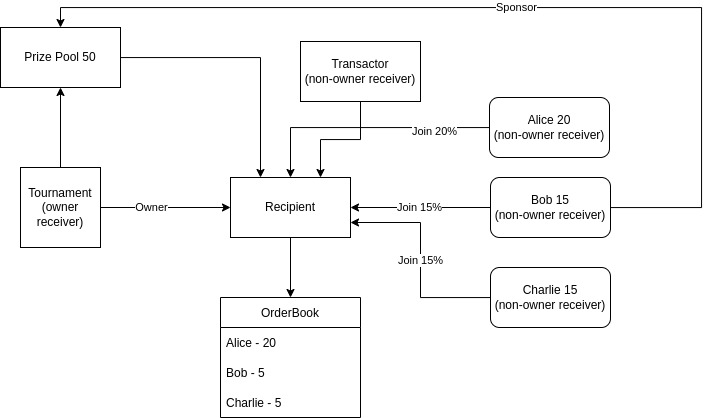 Sponsor
Prize Pool 50
Transactor
(non-owner receiver)
Alice 20
(non-owner receiver)
Join 20%
Tournament
(owner
receiver)
Owner
Recipient
Join 15%
Bob 15
(non-owner receiver)
Join 15%
Charlie 15
(non-owner receiver)
OrderBook
Alice - 20
Bob - 5
Charlie - 5